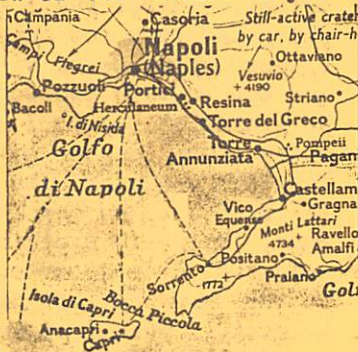 Campania
Casoria
Still-active crate
by car, by chair-h
Napoli
(Naples)
Campi Flegrei
Ottaviano
Vesuvio
4190
Pozzuoli
Portici
Bacoli
Herculaneum
Resina
Striano
I. di Nisida
Torre del Greco
Golfo
di Napoli
Torre
Annunziata
Pompeii
Pagan
Castellam
Gragna
Vico
Equense
Monti Lattari
4734
Ravello
Amalfi
Positano
Sorrento
1772
Praiano
Gol
Isola di Capri
Bocca Piccola
Anacapri
Capri